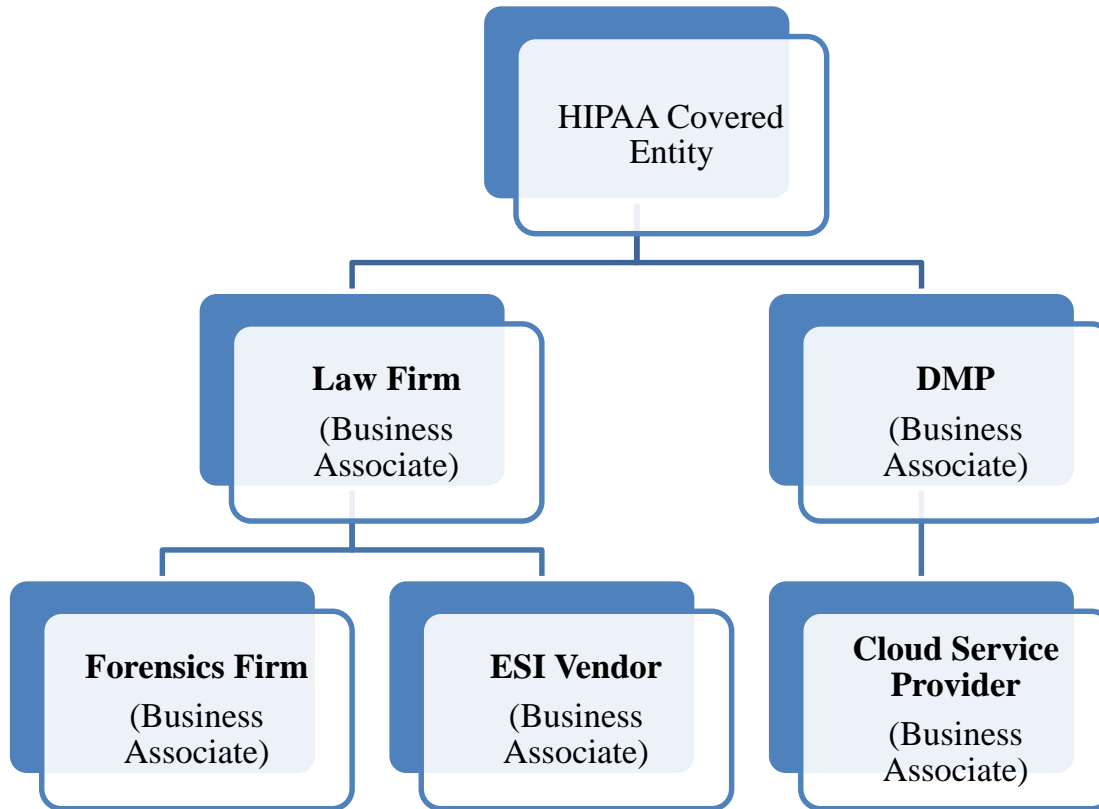 HIPAA Covered
Entity
Law Firm
(Business
Associate)
DMP
(Business
Associate)
Forensics Firm
(Business
Associate)
ESI Vendor
(Business
Associate)
Cloud Service
Provider
(Business
Associate)